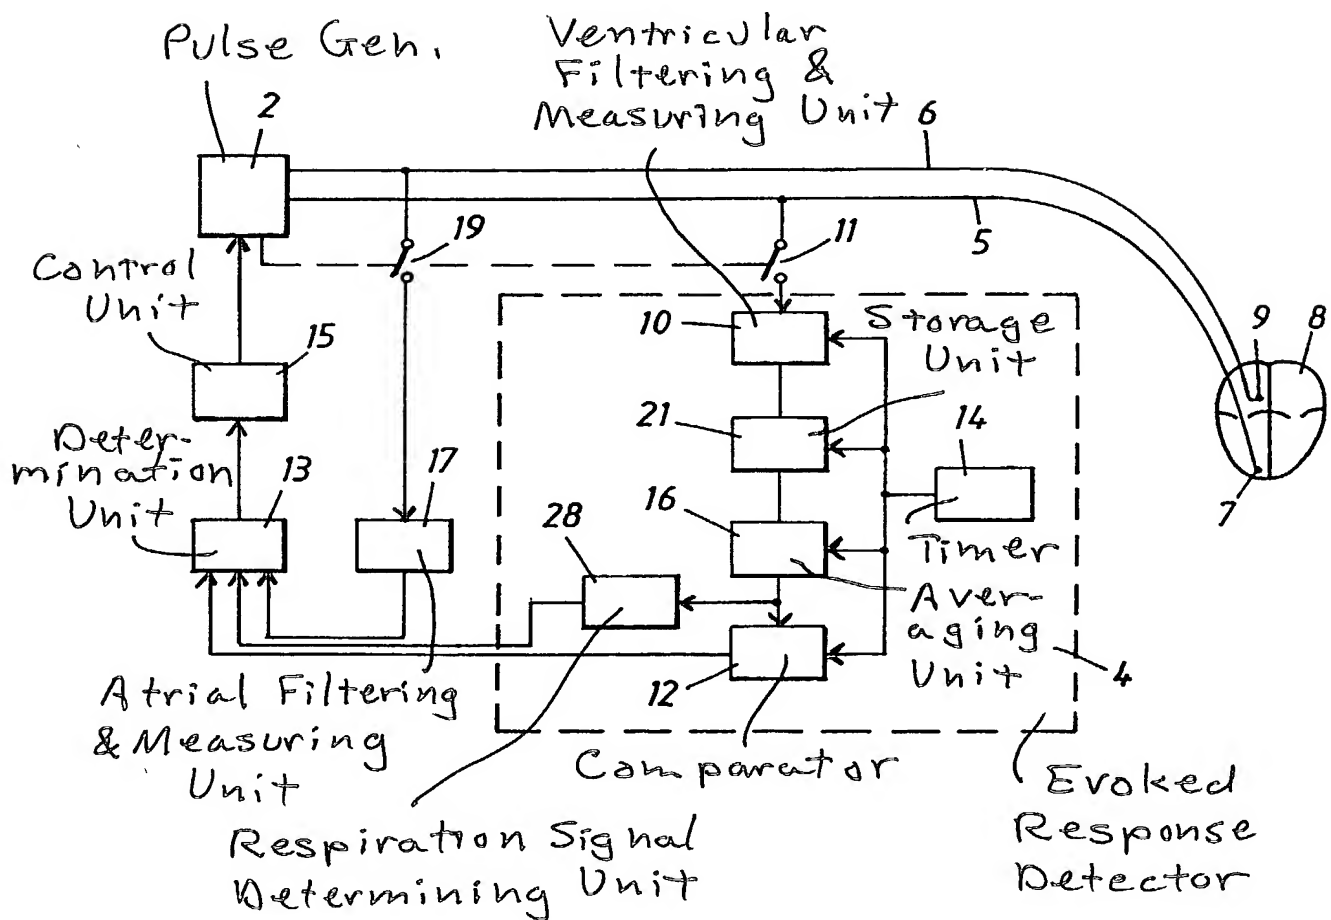 Pulse Gen.
Ventricular
Filtering &
Measuring Unit
2
6
19
11
5
Control
Unit
10
Storage
Unit
9
8
15
21
14
Deter-
mination
Unit
13
17
16
7
28
Timer
Aver-
aging
Unit
12
4
Atrial Filtering
& Measuring
Unit
Comparator
Evoked
Response
Detector
Respiration Signal
Determining Unit